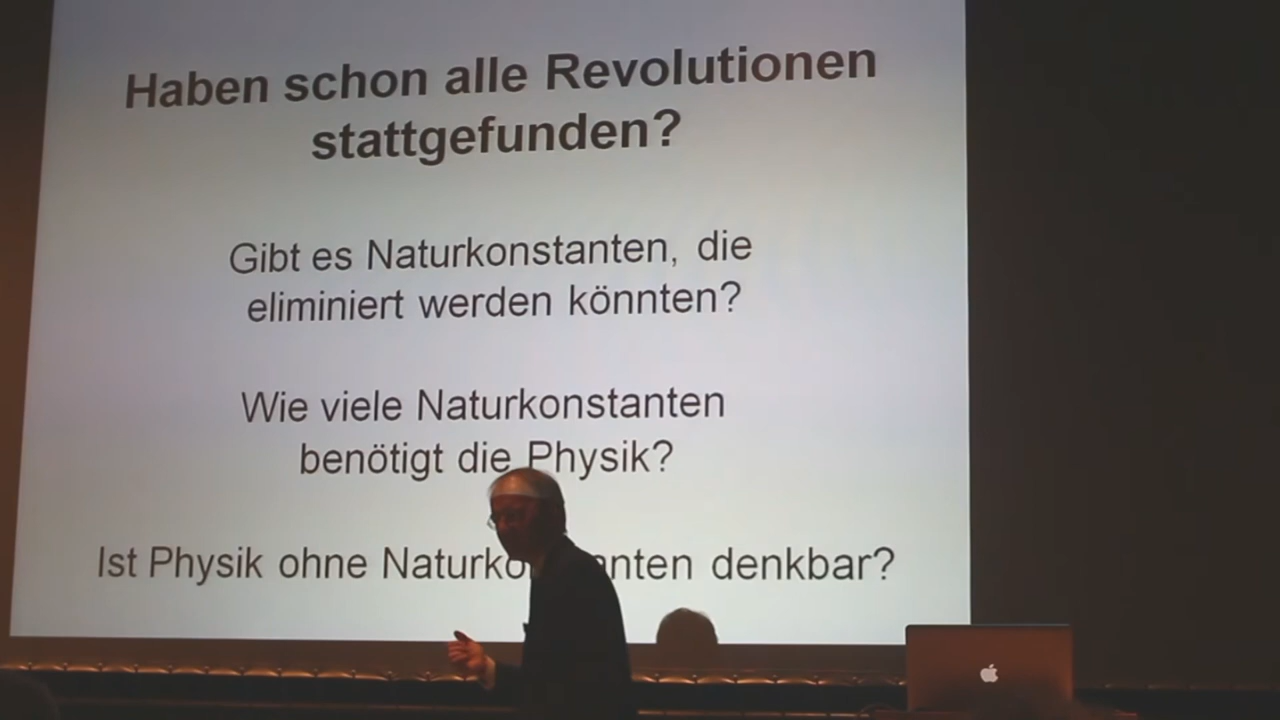 Haben schon alle Revolutionen
stattgefunden?
Gibt es Naturkonstanten, die
eliminiert werden könnten?
Wie viele Naturkonstanten
benötigt die Physik?
Ist Physik ohne denkbar?